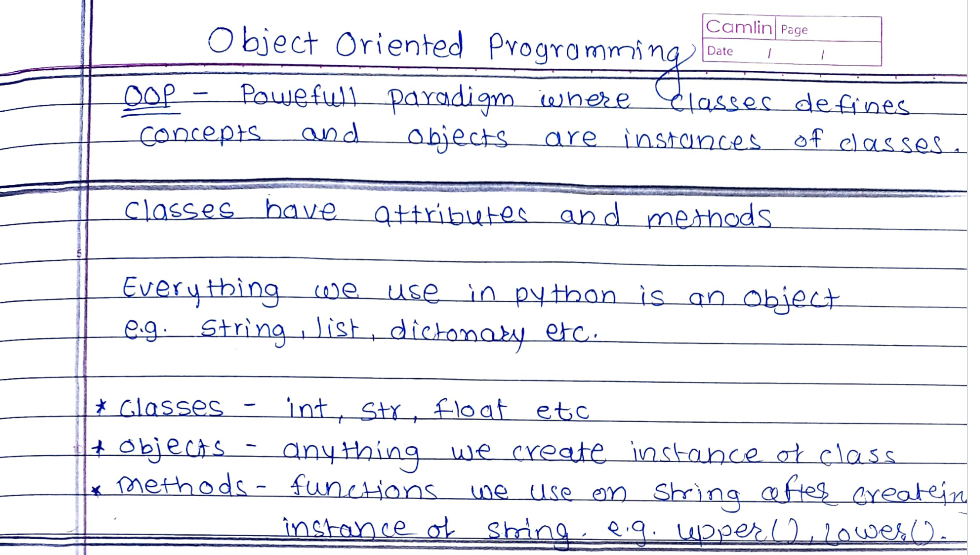 Object Oriented Programming
Camlin Page
Date / /
OOP - Powefull paradigm where classes defines
concepts and objects are instances of classes.
classes have attributes and methods
Everything we use in python is an object
e.g. string, list, dictonary etc.
* classes - int, str, float etc
* objects - anything we create instance of class
* methods - functions we use on string after createin
instance of string. e.g. upper(), lower().